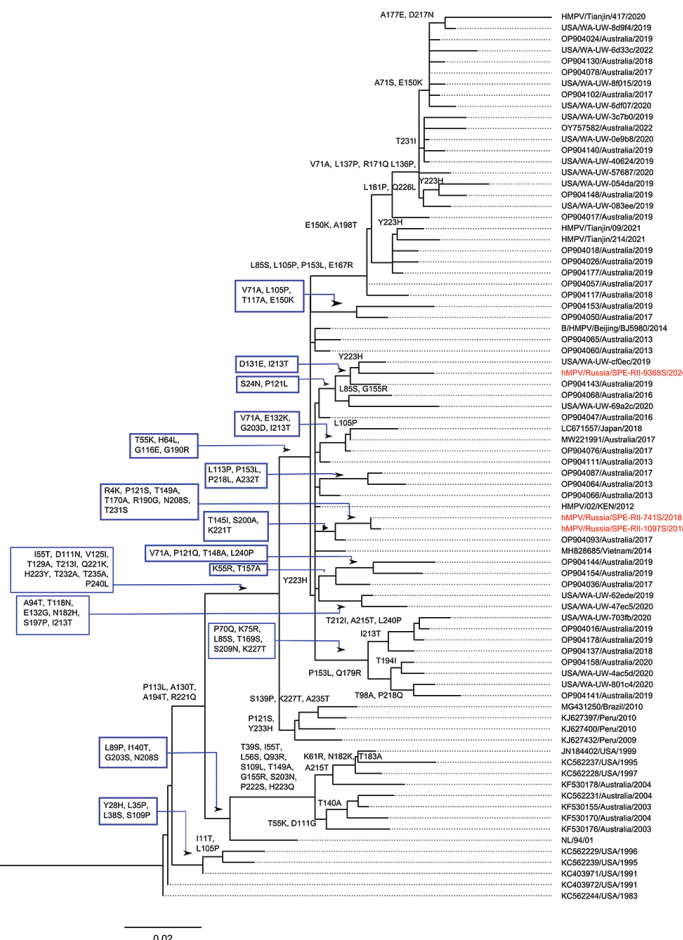 A177E, D217N
HMPV/Tianjin/417/2020
USA/WA-UW-8d9f4/2019
OP904024/Australia/2019
USA/WA-UW-6d33c/2022
OP904130/Australia/2018
OP904078/Australia/2017
A71S, E150K
USA/WA-UW-8f015/2019
OP904102/Australia/2017
USA/WA-UW-6df07/2020
USA/WA-UW-3c7b0/2019
OY757582/Australia/2022
T231I
USA/WA-UW-0e9b8/2020
OP904140/Australia/2019
V71A, L137P, R171Q L136P,
USA/WA-UW-40624/2019
USA/WA-UW-57687/2020
L181P, Q226L
Y223H
USA/WA-UW-054da/2019
OP904148/Australia/2019
USA/WA-UW-083ee/2019
OP904017/Australia/2019
E150K, A198T
Y223H
HMPV/Tianjin/09/2021
HMPV/Tianjin/214/2021
OP904018/Australia/2019
OP904026/Australia/2019
L85S, L105P, P153L, E167R
OP904177/Australia/2019
OP904057/Australia/2017
V71A, L105P,
T117A, E150K
OP904117/Australia/2018
OP904153/Australia/2019
OP904050/Australia/2017
B/HMPV/Beijing/BJ5980/2014
OP904065/Australia/2013
OP904060/Australia/2013
Y223H
D131E, I213T
USA/WA-UW-cf0ec/2019
hMPV/Russia/SPE-RII-9368S/202
S24N, P121L
L85S, G155R
OP904143/Australia/2019
OP904068/Australia/2016
USA/WA-UW-69a2c/2020
V71A, E132K,
G203D, I213T
OP904047/Australia/2016
L105P
LC671557/Japan/2018
T55K, H64L,
G116E, G190R
MW221991/Australia/2017
OP904076/Australia/2017
OP904111/Australia/2013
L113P, P153L,
P218L, A232T
OP904087/Australia/2017
OP904064/Australia/2013
OP904066/Australia/2013
R4K, P121S, T149A,
T170A, R190G, N208S,
T231S
HMPV/02/KEN/2012
T145I, S200A,
K221T
hMPV/Russia/SPE-RII-741S/2018
hMPV/Russia/SPE-RII-1097S/2018
OP904093/Australia/2017
I55T, D111N, V125I,
T129A, T213I, Q221K,
H223Y, T232A, T235A,
P240L
V71A, P121Q, T148A, L240P
MH828685/Vietnam/2014
OP904144/Australia/2019
K55R, T157A
OP904154/Australia/2019
Y223H
OP904036/Australia/2017
A94T, T118N,
E132G, N182H,
S197P, I213T
USA/WA-UW-62ede/2019
USA/WA-UW-47ec5/2020
T212I, A215T, L240P
USA/WA-UW-703fb/2020
P70Q, K75R,
L85S, T169S,
S209N, K227T
I213T
OP904016/Australia/2019
OP904178/Australia/2019
OP904137/Australia/2018
T194I
OP904158/Australia/2020
P153L, Q179R
USA/WA-UW-4ac5d/2020
USA/WA-UW-801c4/2020
P113L, A130T,
A194T, R221Q
T98A, P218Q
OP904141/Australia/2019
S139P, K227T, A235T
MG431250/Brazil/2010
P121S,
Y233H
KJ627397/Peru/2010
KJ627400/Peru/2010
KJ627432/Peru/2009
L89P, I140T,
G203S, N208S
T39S, I55T,
L56S, Q93R,
S109L, T149A,
G155R, S203N,
P222S, H223Q
K61R, N182K,
T183A
A215T
JN184402/USA/1999
KC562237/USA/1995
KC562228/USA/1997
KF530178/Australia/2004
T140A
KC562231/Australia/2004
KF530155/Australia/2003
T55K, D111G
KF530170/Australia/2004
KF530176/Australia/2003
Y28H, L35P,
L38S, S109P
I11T,
L105P
NL/94/01
KC562229/USA/1996
KC562239/USA/1995
KC403971/USA/1991
KC403972/USA/1991
KC562244/USA/1983
0.02